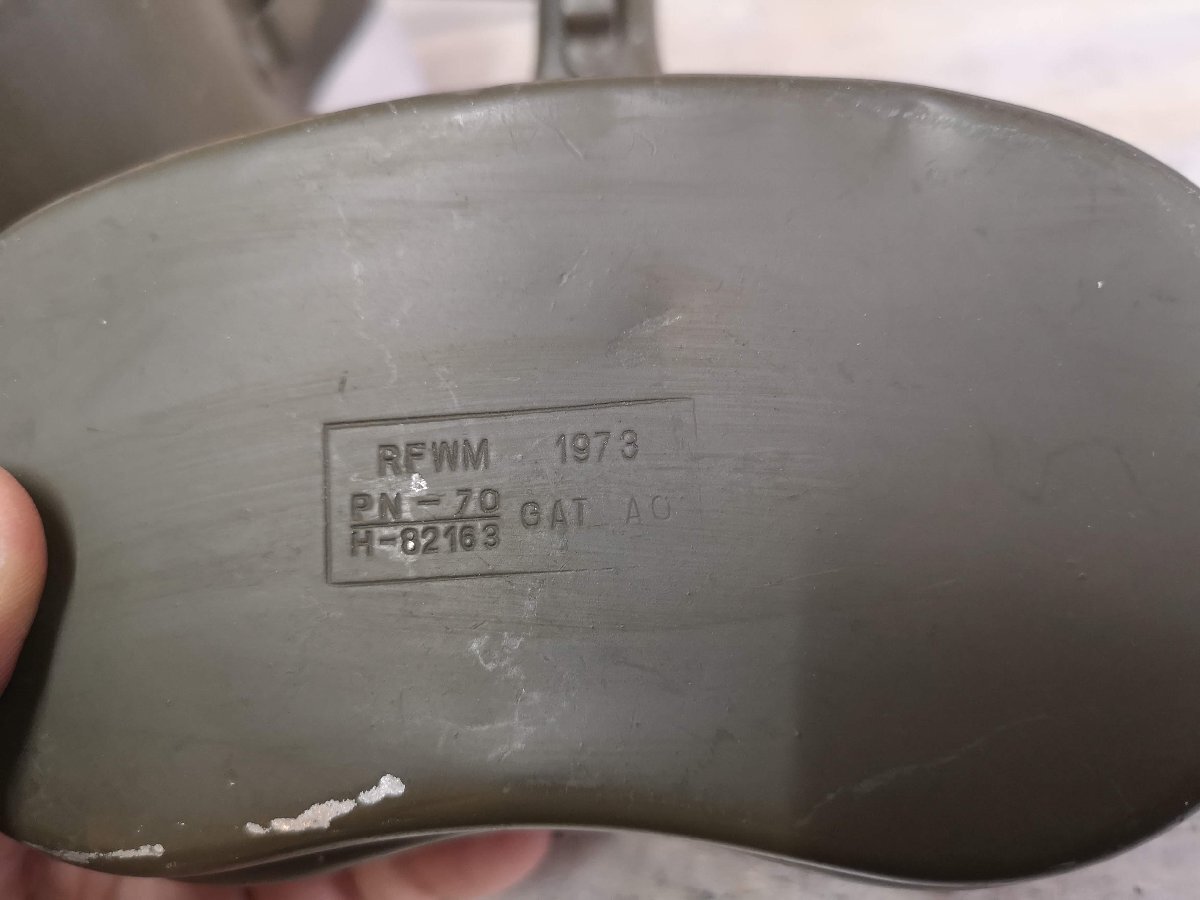 RFWM 1973
PN-70
H-82163
GAT AO